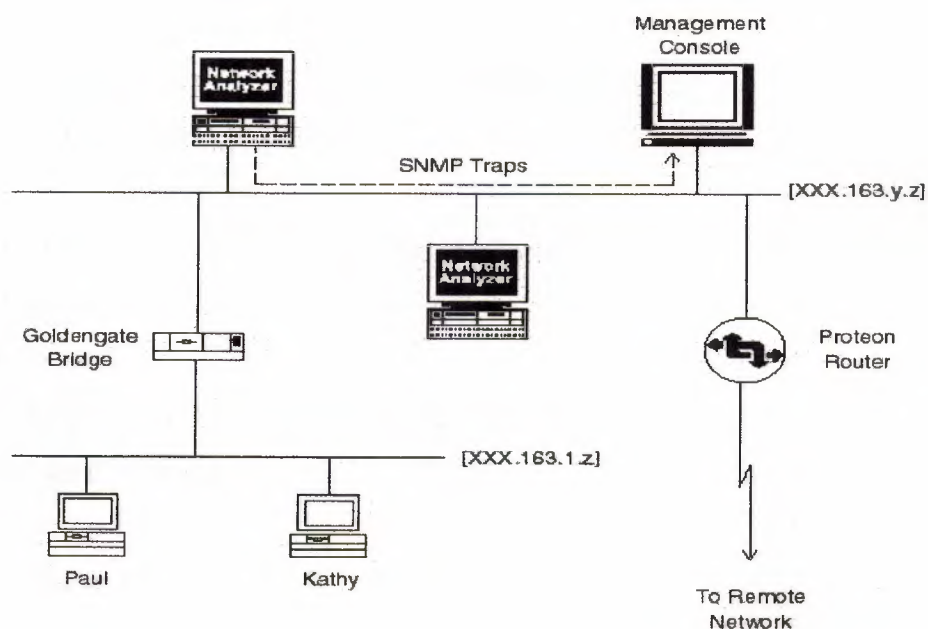 Management
Console
Network
Analyzer
SNMP Traps
[XXX.163.y.z]
Network
Analyzer
Goldengate
Bridge
Proteon
Router
[XXX.163.1.z]
Paul
Kathy
To Remote
Network